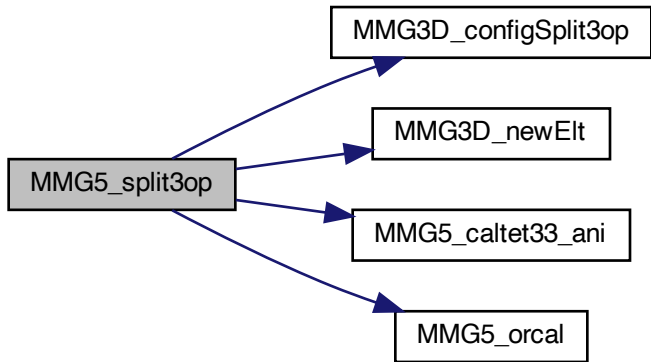 MMG3D_configSplit3op
MMG3D_newElt
MMG5_split3op
MMG5_caltet33_ani
MMG5_orcal